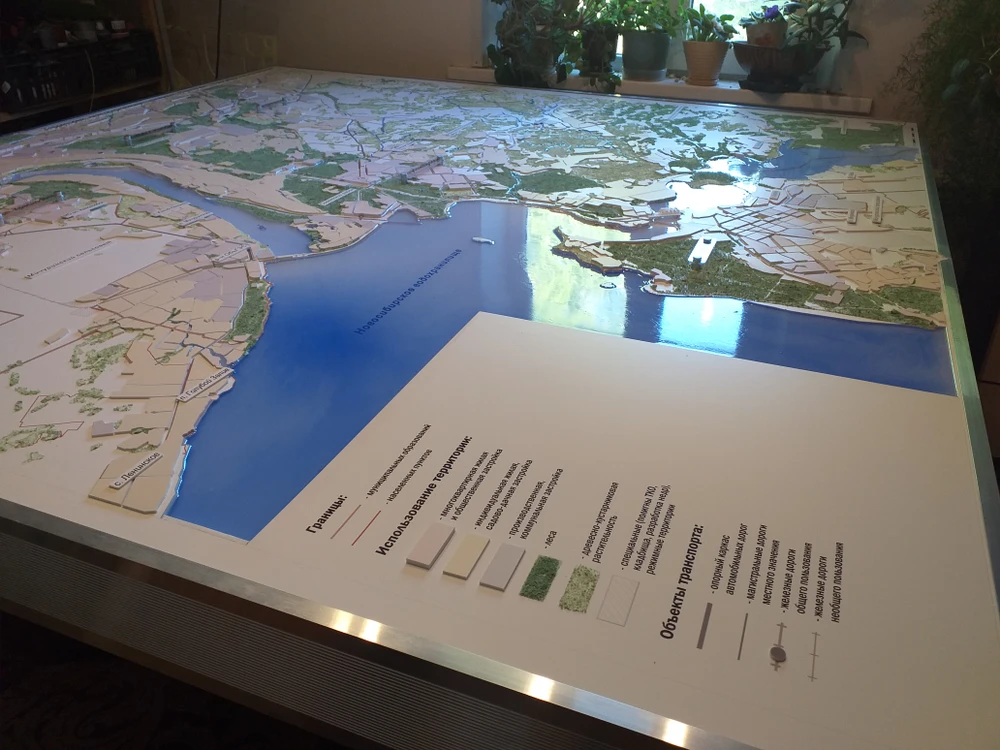 Новосибирское водохранилище
с. Голубой Залив
с. Ленинское
Границы:
- муниципальных образований
- населённых пунктов
Использование территории:
- многоквартирная жилая
и общественная застройка
- индивидуальная жилая,
садово-дачная застройка
- производственная,
коммунальная застройка
- леса
- древесно-кустарниковая
растительность
- специальные (полигоны ТКО,
кладбища, разработка недр),
режимные территории
Объекты транспорта:
- опорный каркас
автомобильных дорог
- магистральные дороги
местного значения
- железные дороги
общего пользования
- железные дороги
необщего пользования